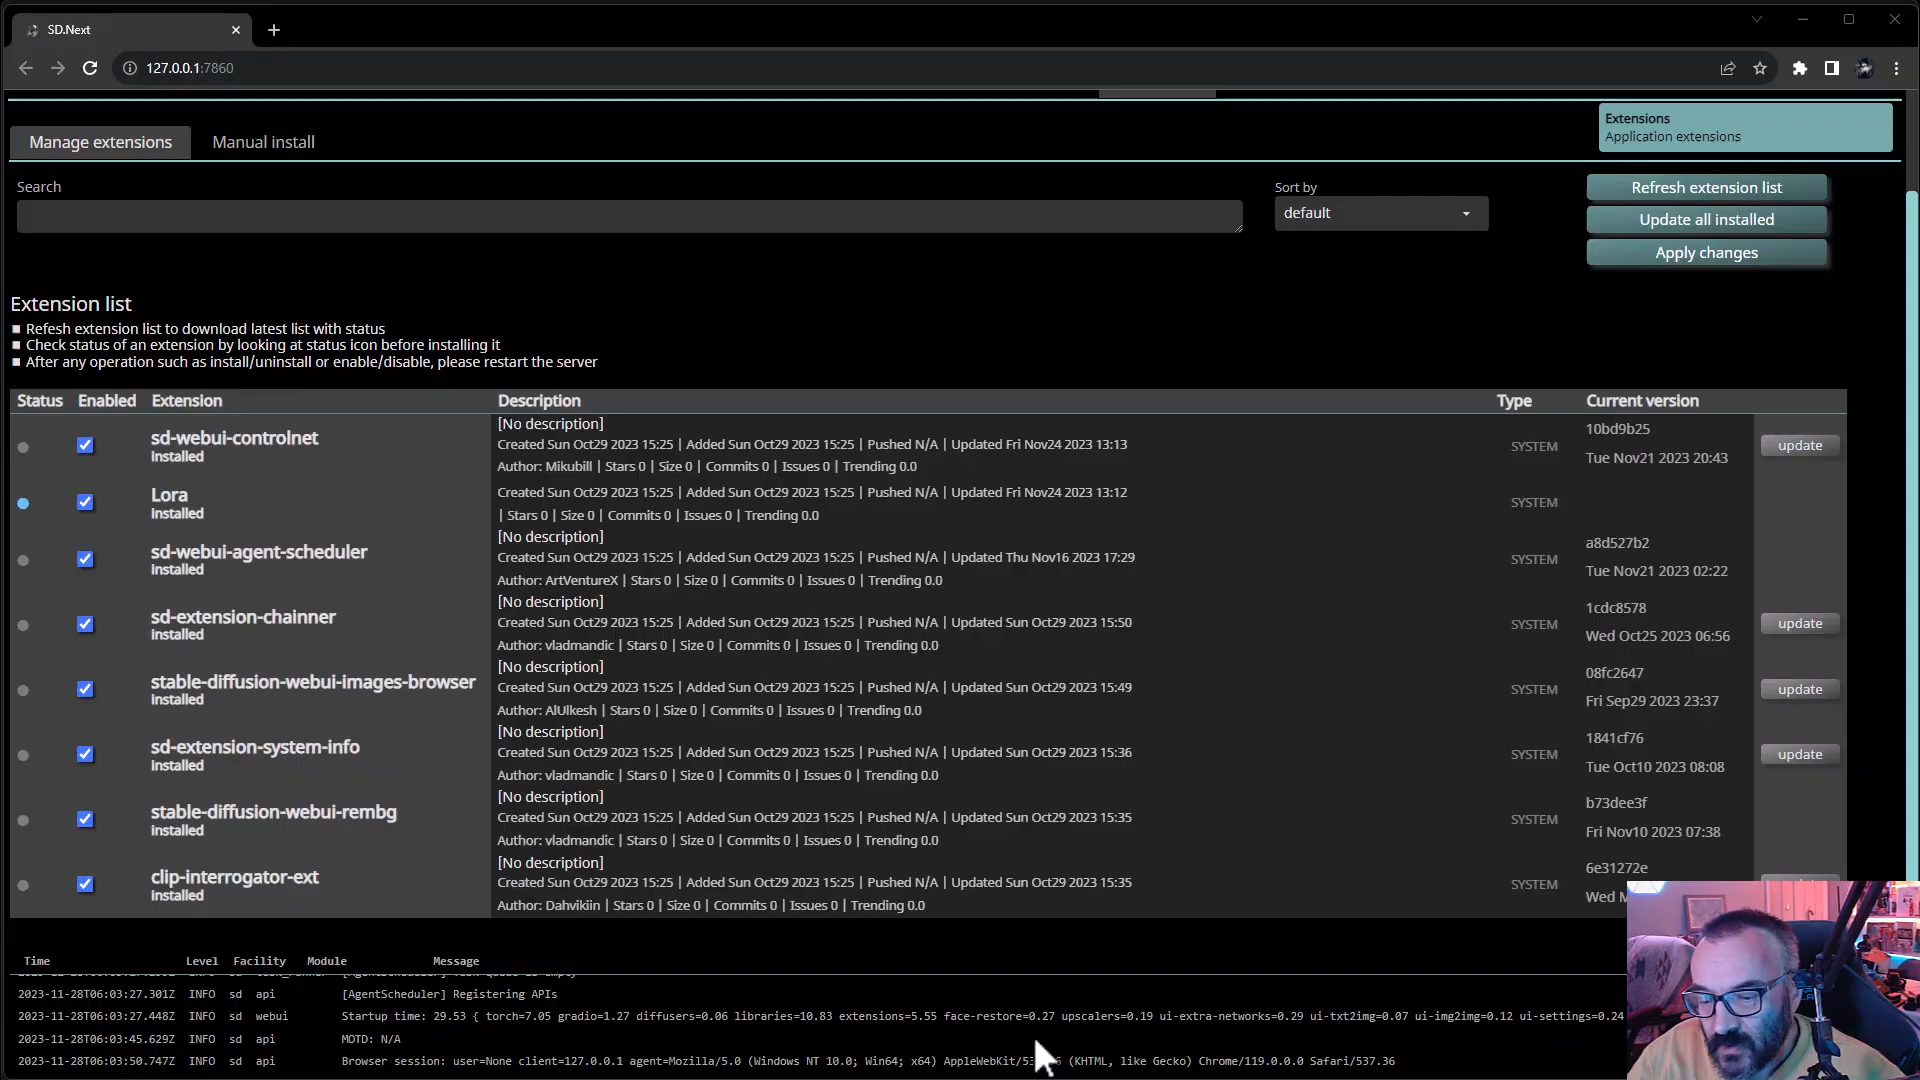 SD.Next
127.0.0.1:7860
Extensions
Application extensions
Manage extensions
Manual install
Search
Sort by
default
Refresh extension list
Update all installed
Apply changes
Extension list
Refesh extension list to download latest list with status
Check status of an extension by looking at status icon before installing it
After any operation such as install/uninstall or enable/disable, please restart the server
Status Enabled Extension Description Type Current version
sd-webui-controlnet
installed
[No description]
Created Sun Oct29 2023 15:25 | Added Sun Oct29 2023 15:25 | Pushed N/A | Updated Fri Nov24 2023 13:13
Author: Mikubill | Stars 0 | Size 0 | Commits 0 | Issues 0 | Trending 0.0
SYSTEM
10bd9b25
Tue Nov21 2023 20:43
update
Lora
installed
Created Sun Oct29 2023 15:25 | Added Sun Oct29 2023 15:25 | Pushed N/A | Updated Fri Nov24 2023 13:12
| Stars 0 | Size 0 | Commits 0 | Issues 0 | Trending 0.0
SYSTEM
sd-webui-agent-scheduler
installed
[No description]
Created Sun Oct29 2023 15:25 | Added Sun Oct29 2023 15:25 | Pushed N/A | Updated Thu Nov16 2023 17:29
Author: ArtVentureX | Stars 0 | Size 0 | Commits 0 | Issues 0 | Trending 0.0
SYSTEM
a8d527b2
Tue Nov21 2023 02:22
sd-extension-chainner
installed
[No description]
Created Sun Oct29 2023 15:25 | Added Sun Oct29 2023 15:25 | Pushed N/A | Updated Sun Oct29 2023 15:50
Author: vladmandic | Stars 0 | Size 0 | Commits 0 | Issues 0 | Trending 0.0
SYSTEM
1cdc8578
Wed Oct25 2023 06:56
update
stable-diffusion-webui-images-browser
installed
[No description]
Created Sun Oct29 2023 15:25 | Added Sun Oct29 2023 15:25 | Pushed N/A | Updated Sun Oct29 2023 15:49
Author: AlUlkesh | Stars 0 | Size 0 | Commits 0 | Issues 0 | Trending 0.0
SYSTEM
08fc2647
Fri Sep29 2023 23:37
update
sd-extension-system-info
installed
[No description]
Created Sun Oct29 2023 15:25 | Added Sun Oct29 2023 15:25 | Pushed N/A | Updated Sun Oct29 2023 15:36
Author: vladmandic | Stars 0 | Size 0 | Commits 0 | Issues 0 | Trending 0.0
SYSTEM
1841cf76
Tue Oct10 2023 08:08
update
stable-diffusion-webui-rembg
installed
[No description]
Created Sun Oct29 2023 15:25 | Added Sun Oct29 2023 15:25 | Pushed N/A | Updated Sun Oct29 2023 15:35
Author: vladmandic | Stars 0 | Size 0 | Commits 0 | Issues 0 | Trending 0.0
SYSTEM
b73dee3f
Fri Nov10 2023 07:38
clip-interrogator-ext
installed
[No description]
Created Sun Oct29 2023 15:25 | Added Sun Oct29 2023 15:25 | Pushed N/A | Updated Sun Oct29 2023 15:35
Author: Dahvikiin | Stars 0 | Size 0 | Commits 0 | Issues 0 | Trending 0.0
SYSTEM
6e31272e
Wed
Time Level Facility Module Message
2023-11-28T06:03:27.301Z INFO sd api [AgentScheduler] Registering APIs
2023-11-28T06:03:27.448Z INFO sd webui Startup time: 29.53 { torch=7.05 gradio=1.27 diffusers=0.06 libraries=10.83 extensions=5.55 face-restore=0.27 upscalers=0.19 ui-extra-networks=0.29 ui-txt2img=0.07 ui-img2img=0.12 ui-settings=0.24
2023-11-28T06:03:45.629Z INFO sd api MOTD: N/A
2023-11-28T06:03:50.747Z INFO sd api Browser session: user=None client=127.0.0.1 agent=Mozilla/5.0 (Windows NT 10.0; Win64; x64) (KHTML, like Gecko) Chrome/119.0.0.0 Safari/537.36